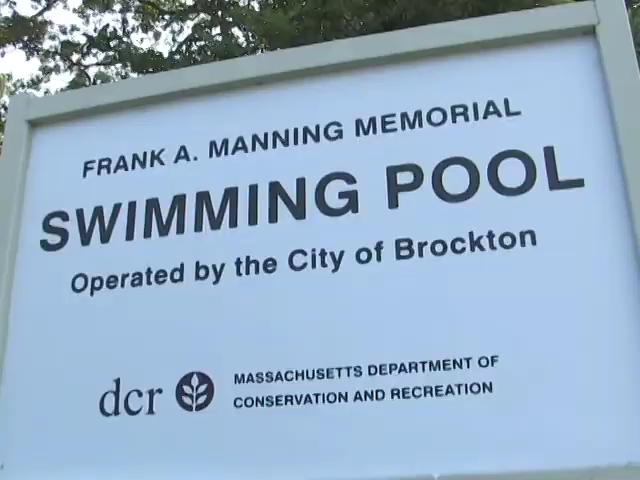 FRANK A. MANNING MEMORIAL
SWIMMING POOL
Operated by the City of Brockton
dcr
MASSACHUSETTS DEPARTMENT OF
CONSERVATION AND RECREATION